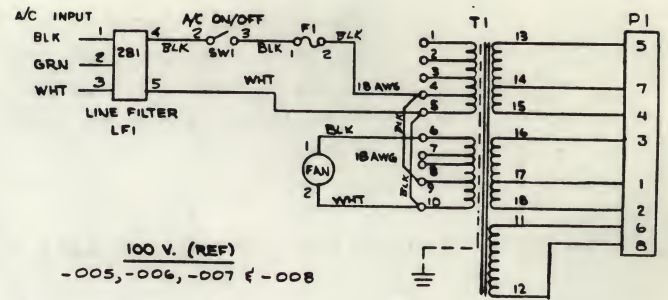 A/C INPUT
A/C ON/OFF
F1
T1
P1
BLK 1
281
4 BLK 2 SW1 3 BLK 1 2 BLK
GRN 2
WHT 3
5 WHT
LINE FILTER
LF1
18 AWG
1
2
3
4
5
BLK
BLK
6
7
8
9
10
18AWG
BLK
1
FAN
2
WHT
13
14
15
16
17
18
11
12
5
7
4
3
1
2
6
8
100 V. (REF)
-005, -006, -007 & -008